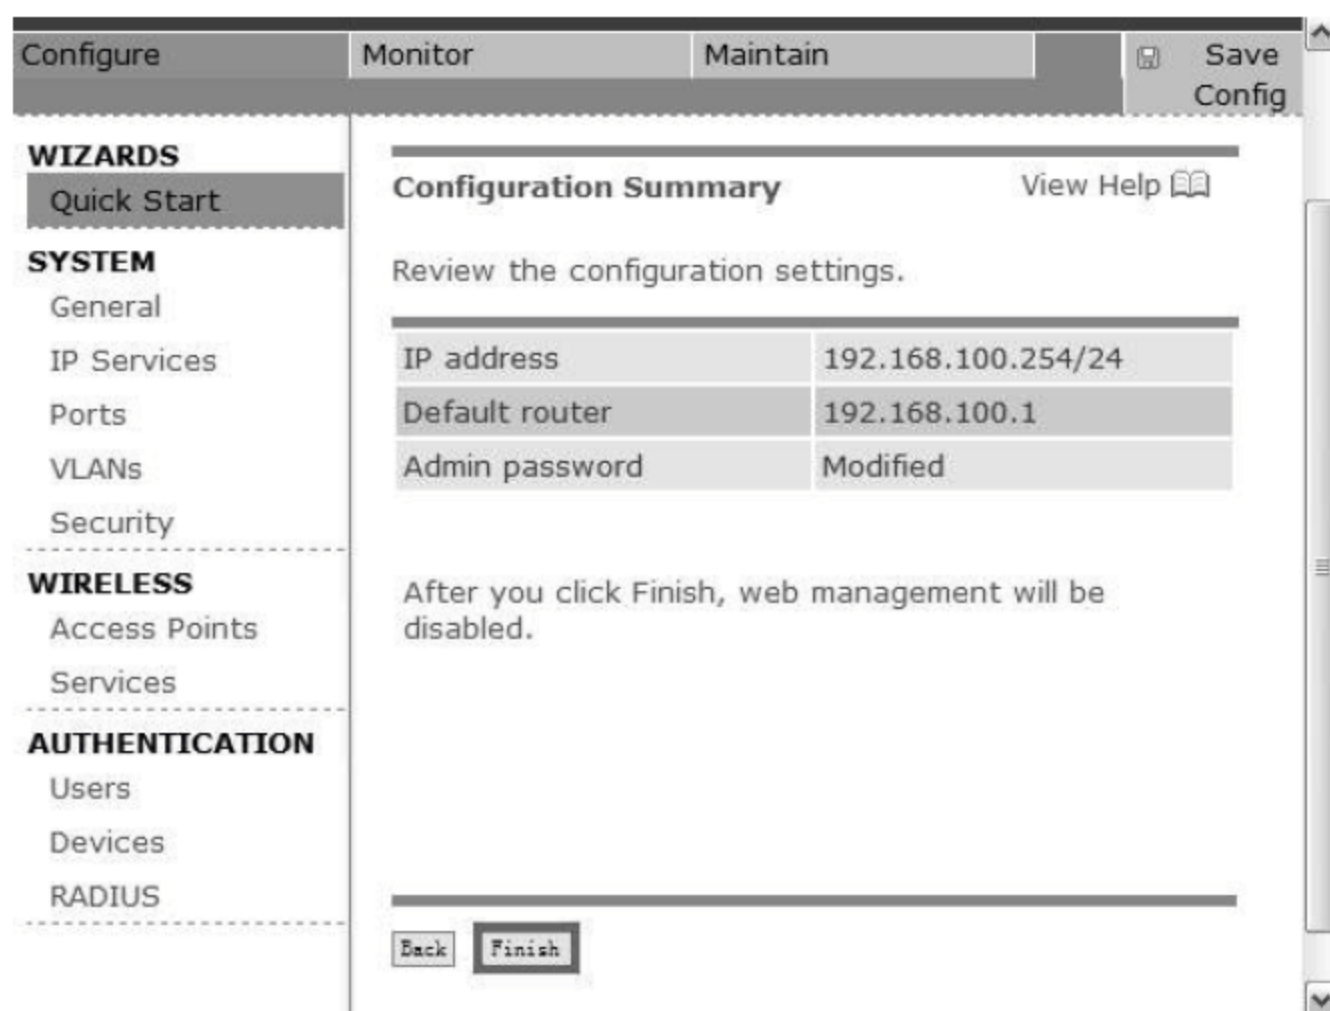 Configure
Monitor
Maintain
Save
Config
WIZARDS
Quick Start
SYSTEM
General
IP Services
Ports
VLANs
Security
WIRELESS
Access Points
Services
AUTHENTICATION
Users
Devices
RADIUS
Configuration Summary
View Help
Review the configuration settings.
IP address 192.168.100.254/24
Default router 192.168.100.1
Admin password Modified
After you click Finish, web management will be
disabled.
Back Finish